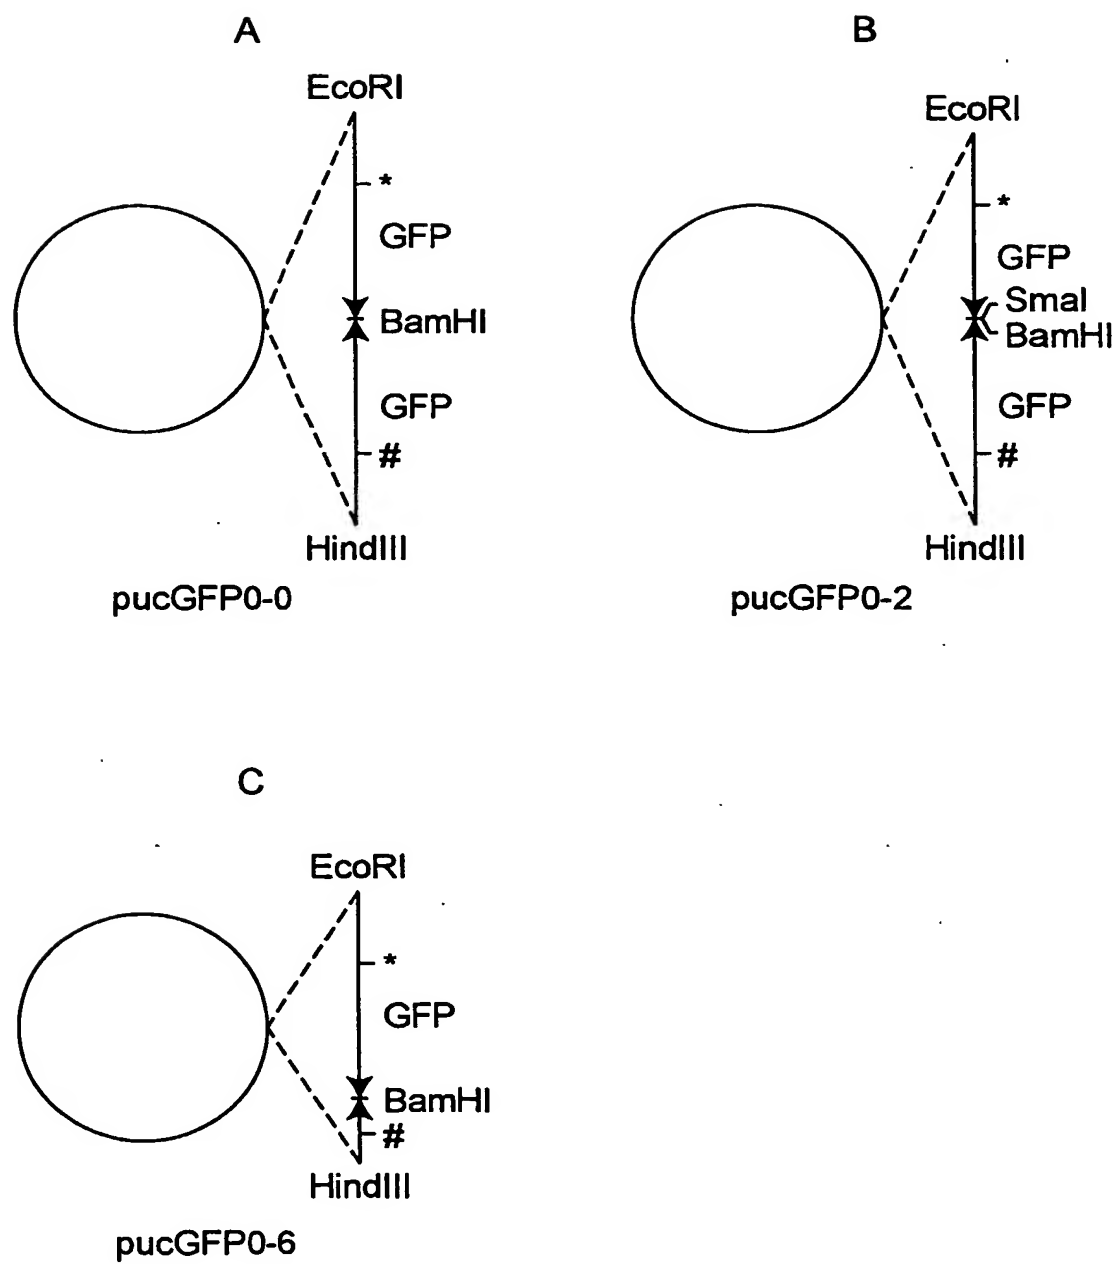 A
EcoRI
*
GFP
BamHI
GFP
#
HindIII
pucGFP0-0
B
EcoRI
*
GFP
SmaI
BamHI
GFP
#
HindIII
pucGFP0-2
C
EcoRI
*
GFP
BamHI
#
HindIII
pucGFP0-6